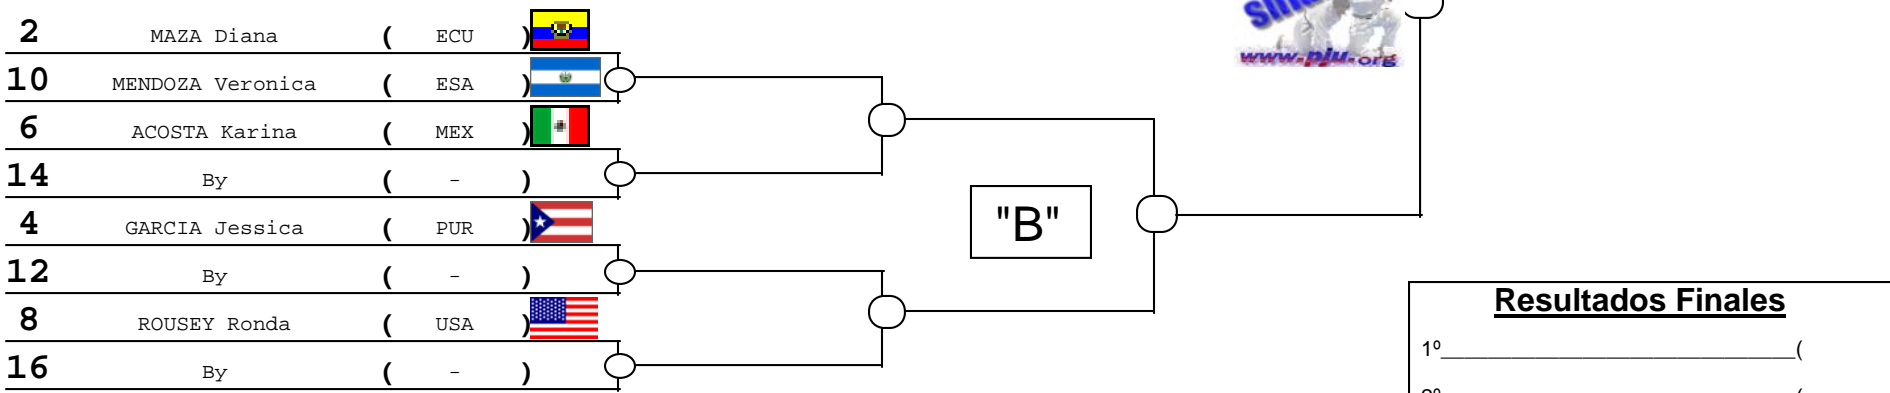 2 MAZA Diana ( ECU )
10 MENDOZA Veronica ( ESA )
6 ACOSTA Karina ( MEX )
14 By ( - )
4 GARCIA Jessica ( PUR )
12 By ( - )
8 ROUSEY Ronda ( USA )
16 By ( - )
"B"
www.pju.org
Resultados Finales
1º______________________________(